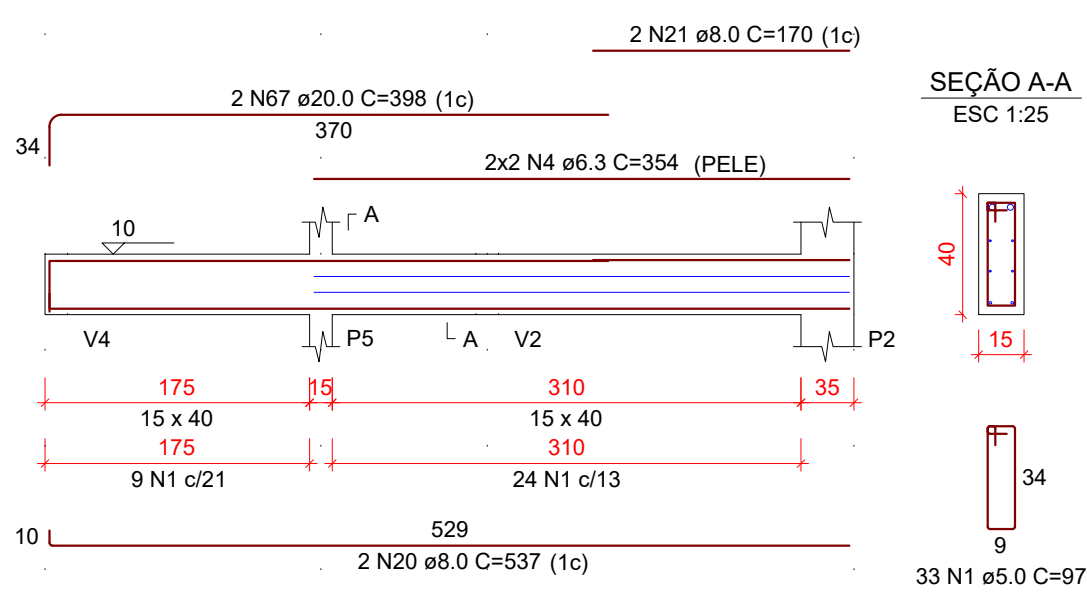 2 N21 ø8.0 C=170 (1c)
SEÇÃO A-A
ESC 1:25
2 N67 ø20.0 C=398 (1c)
370
34
2x2 N4 ø6.3 C=354 (PELE)
A
10
40
V4
P5
A
V2
P2
15
175
15
310
35
15 x 40
15 x 40
175
310
9 N1 c/21
24 N1 c/13
34
10
529
2 N20 ø8.0 C=537 (1c)
9
33 N1 ø5.0 C=97